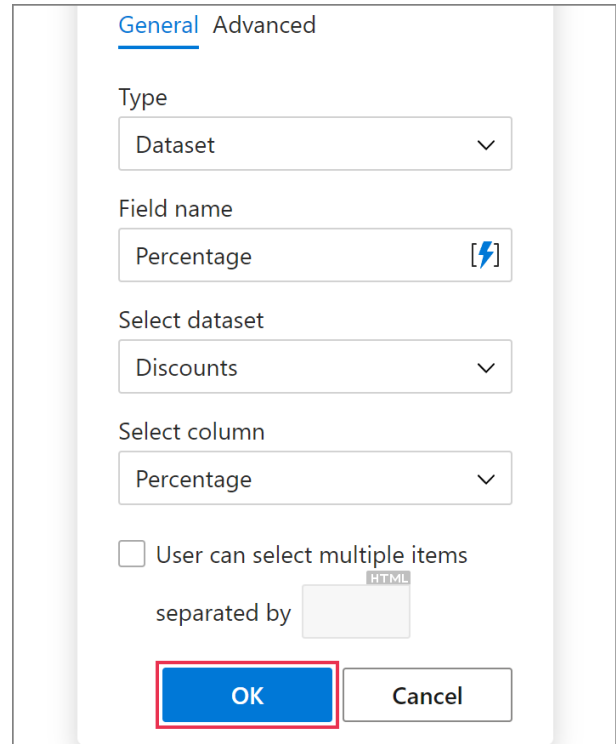 General Advanced
Type
Dataset
Field name
Percentage
Select dataset
Discounts
Select column
Percentage
User can select multiple items
HTML
separated by
OK Cancel